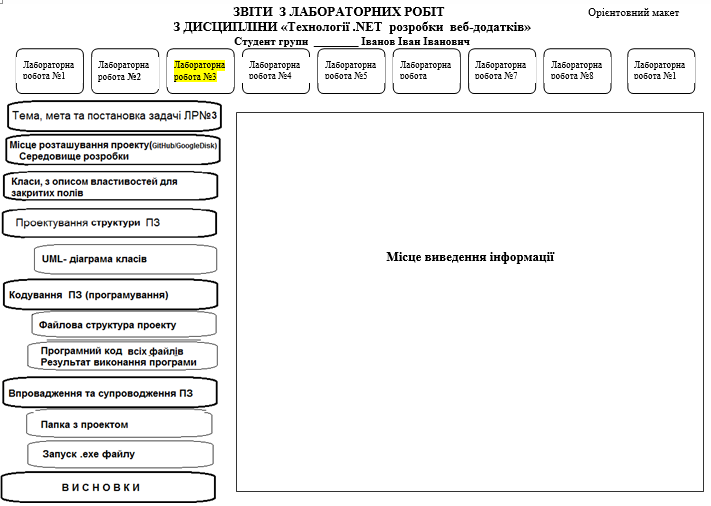 ЗВІТИ З ЛАБОРАТОРНИХ РОБІТ
Орієнтовний макет
З ДИСЦИПЛІНИ «Технології .NET розробки веб-додатків»
Студент групи ________ Іванов Іван Іванович
Лабораторна
робота №1
Лабораторна
робота №2
Лабораторна
робота №3
Лабораторна
робота №4
Лабораторна
робота №5
Лабораторна
робота
Лабораторна
робота №7
Лабораторна
робота №8
Лабораторна
робота №1
Тема, мета та постановка задачі ЛР№3
Місце розташування проекту(GitHub/GoogleDisk)
Середовище розробки
Класи, з описом властивостей для
закритих полів
Проектування структури ПЗ
UML- діаграма класів
Кодування ПЗ (програмування)
Файлова структура проекту
Програмний код всіх файлів
Результат виконання програми
Впровадження та супроводження ПЗ
Папка з проектом
Запуск .exe файлу
В И С Н О В К И
Місце виведення інформації